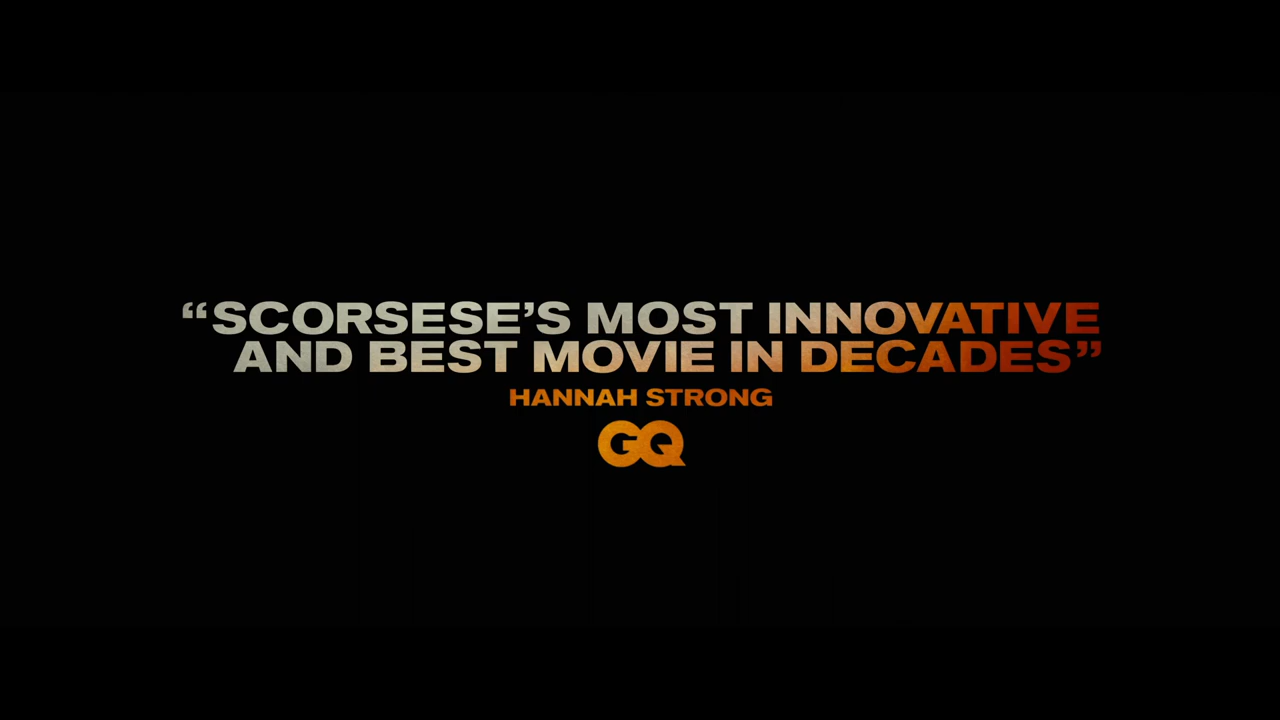 “SCORSESE’S MOST INNOVATIVE
AND BEST MOVIE IN DECADES”
HANNAH STRONG
GQ